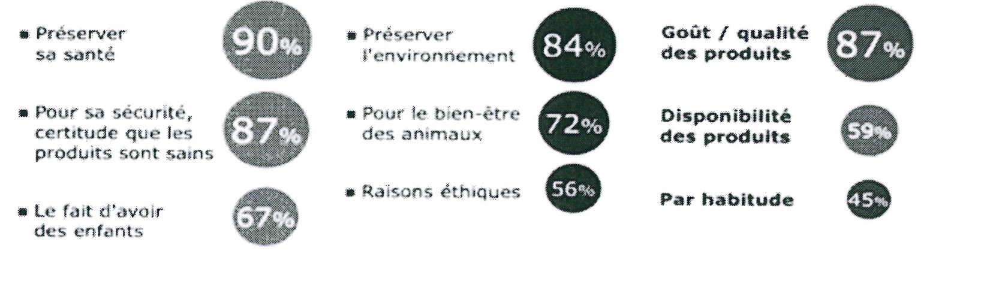 ▪ Préserver
sa santé
90%
▪ Pour sa sécurité,
certitude que les
produits sont sains
87%
▪ Le fait d'avoir
des enfants
67%
▪ Préserver
l'environnement
84%
▪ Pour le bien-être
des animaux
72%
▪ Raisons éthiques
56%
Goût / qualité
des produits
87%
Disponibilité
des produits
59%
Par habitude
45%